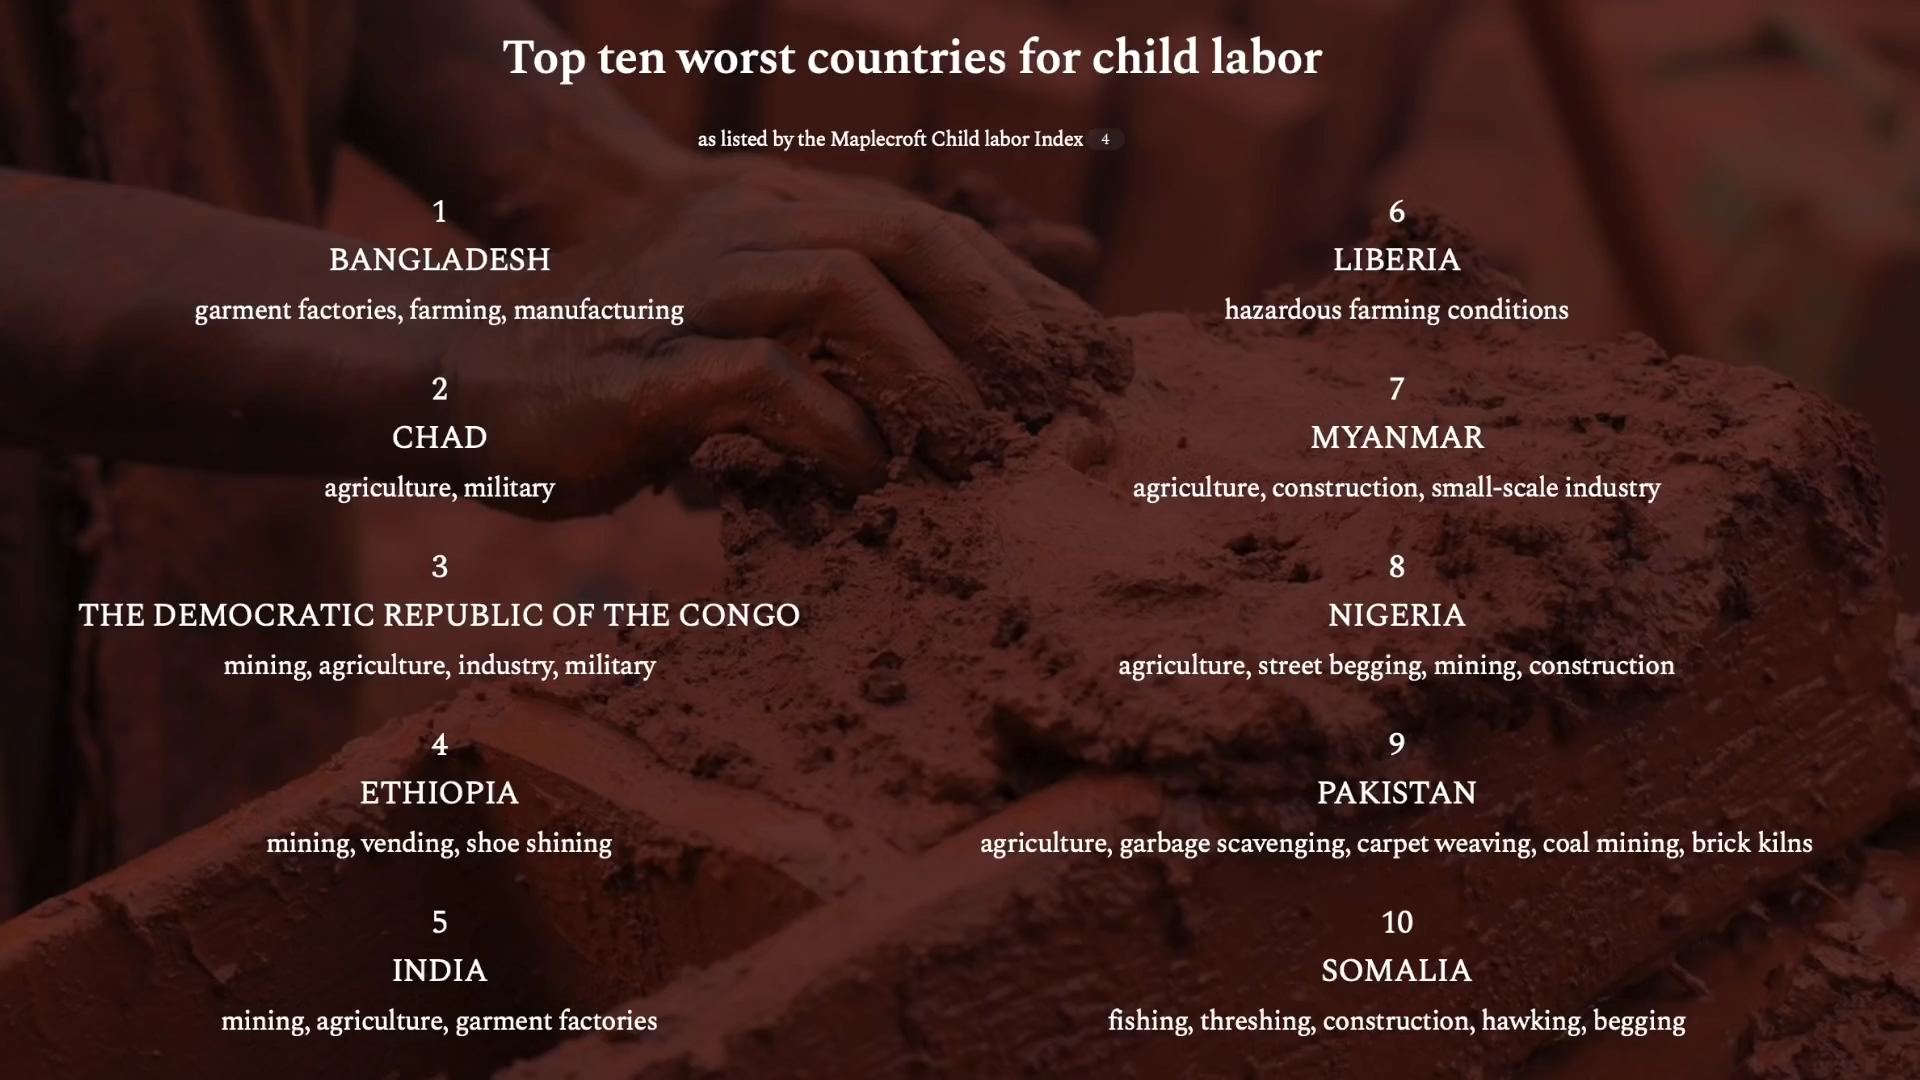 Top ten worst countries for child labor
as listed by the Maplecroft Child labor Index 4
1
BANGLADESH
garment factories, farming, manufacturing
2
CHAD
agriculture, military
3
THE DEMOCRATIC REPUBLIC OF THE CONGO
mining, agriculture, industry, military
4
ETHIOPIA
mining, vending, shoe shining
5
INDIA
mining, agriculture, garment factories
6
LIBERIA
hazardous farming conditions
7
MYANMAR
agriculture, construction, small-scale industry
8
NIGERIA
agriculture, street begging, mining, construction
9
PAKISTAN
agriculture, garbage scavenging, carpet weaving, coal mining, brick kilns
10
SOMALIA
fishing, threshing, construction, hawking, begging